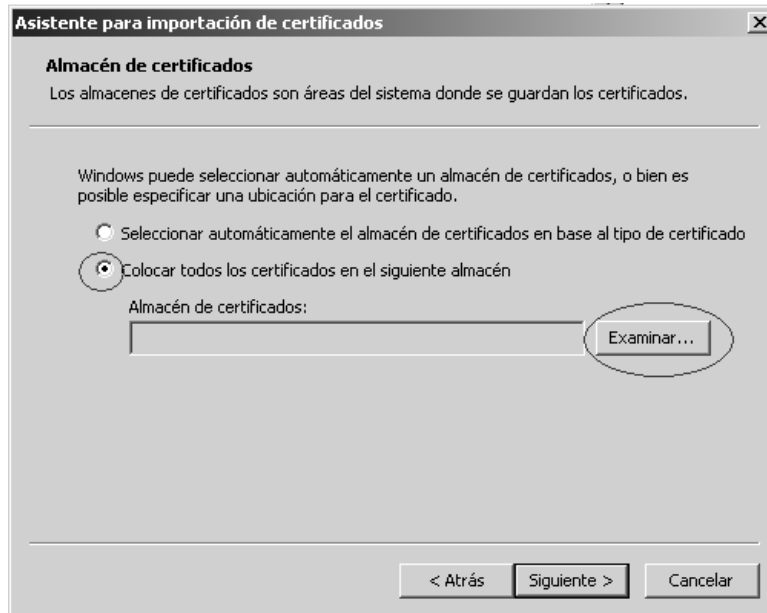 Asistente para importación de certificados
Almacén de certificados
Los almacenes de certificados son áreas del sistema donde se guardan los certificados.
Windows puede seleccionar automáticamente un almacén de certificados, o bien es
posible especificar una ubicación para el certificado.
Seleccionar automáticamente el almacén de certificados en base al tipo de certificado
Colocar todos los certificados en el siguiente almacén
Almacén de certificados:
Examinar...
< Atrás
Siguiente >
Cancelar